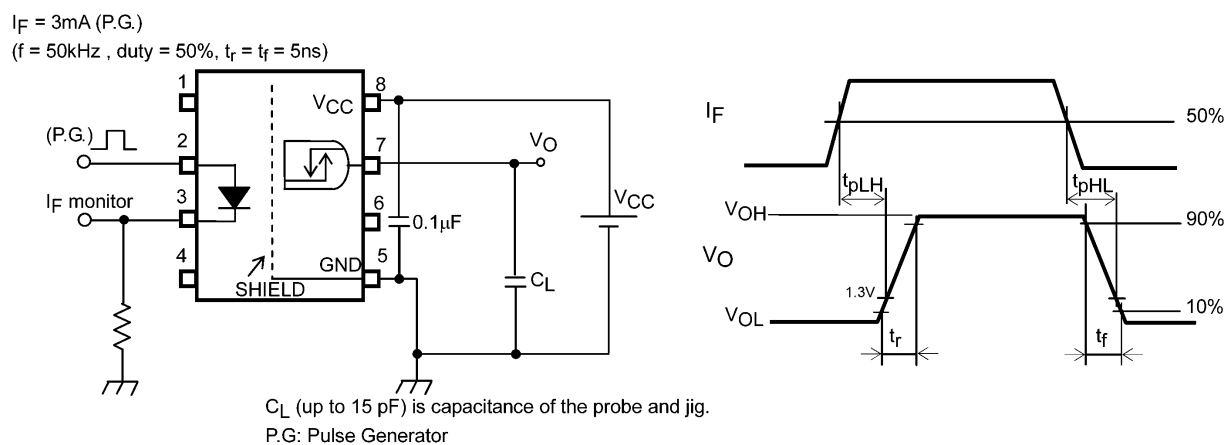 IF = 3mA (P.G.)
(f = 50kHz , duty = 50%, tr = tf = 5ns)
1
8
VCC
(P.G.)
2
7
VO
IF monitor
3
6
0.1μF
VCC
4
5
GND
SHIELD
CL
CL (up to 15 pF) is capacitance of the probe and jig.
P.G: Pulse Generator
IF
50%
tpLH
tpHL
VOH
90%
VO
1.3V
VOL
10%
tr
tf